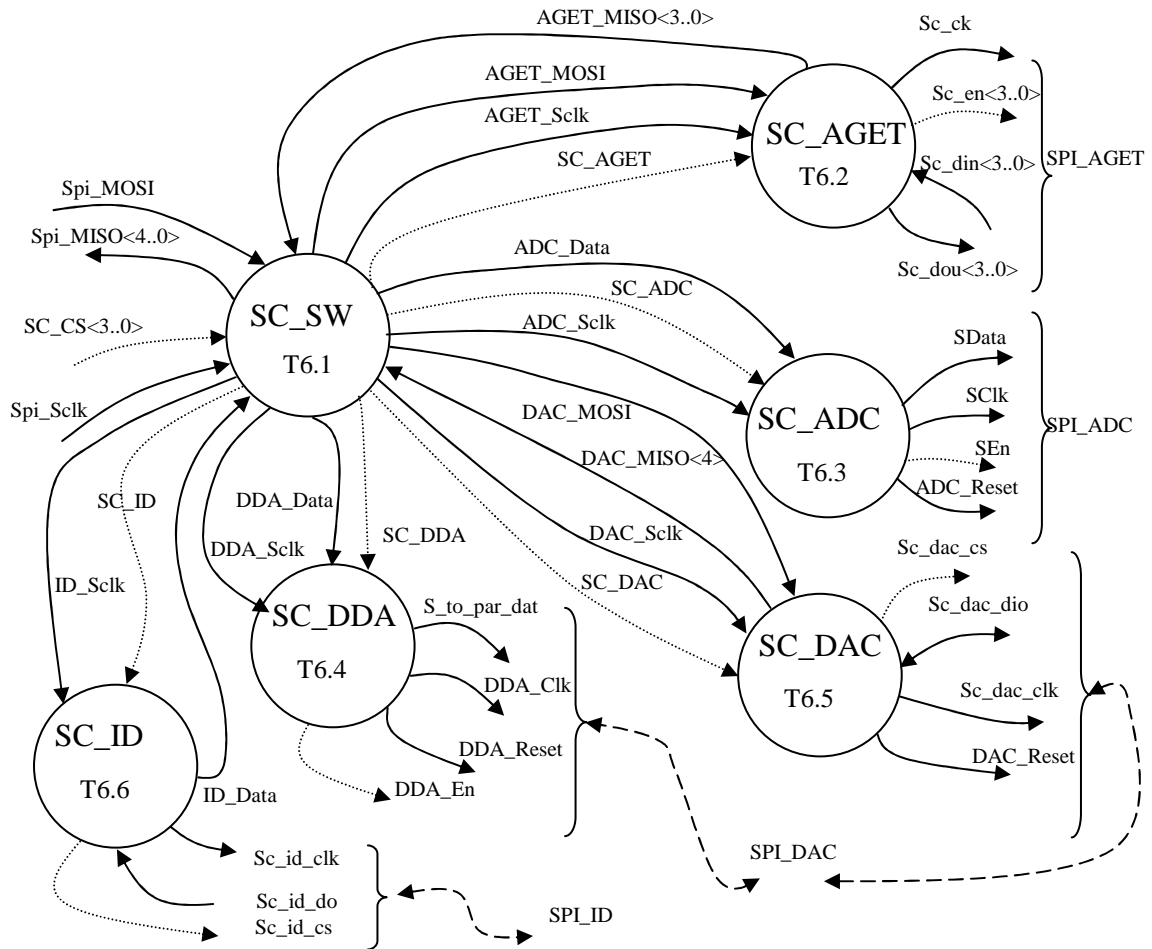 AGET_MISO<3..0>
Sc_ck
AGET_MOSI
Sc_en<3..0>
AGET_Sclk
SC_AGET
T6.2
SC_AGET
Sc_din<3..0>
SPI_AGET
Spi_MOSI
Spi_MISO<4..0>
ADC_Data
Sc_dou<3..0>
SC_ADC
SC_SW
T6.1
SC_CS<3..0>
ADC_Sclk
SData
Spi_Sclk
DAC_MOSI
SClk
SC_ADC
T6.3
SPI_ADC
SEn
DAC_MISO<4>
ADC_Reset
SC_ID
DDA_Data
DAC_Sclk
SC_DDA
DDA_Sclk
Sc_dac_cs
ID_Sclk
SC_DAC
S_to_par_dat
Sc_dac_dio
SC_DDA
T6.4
SC_DAC
T6.5
DDA_Clk
Sc_dac_clk
SC_ID
T6.6
DDA_Reset
DAC_Reset
ID_Data
DDA_En
Sc_id_clk
SPI_DAC
Sc_id_do
Sc_id_cs
SPI_ID